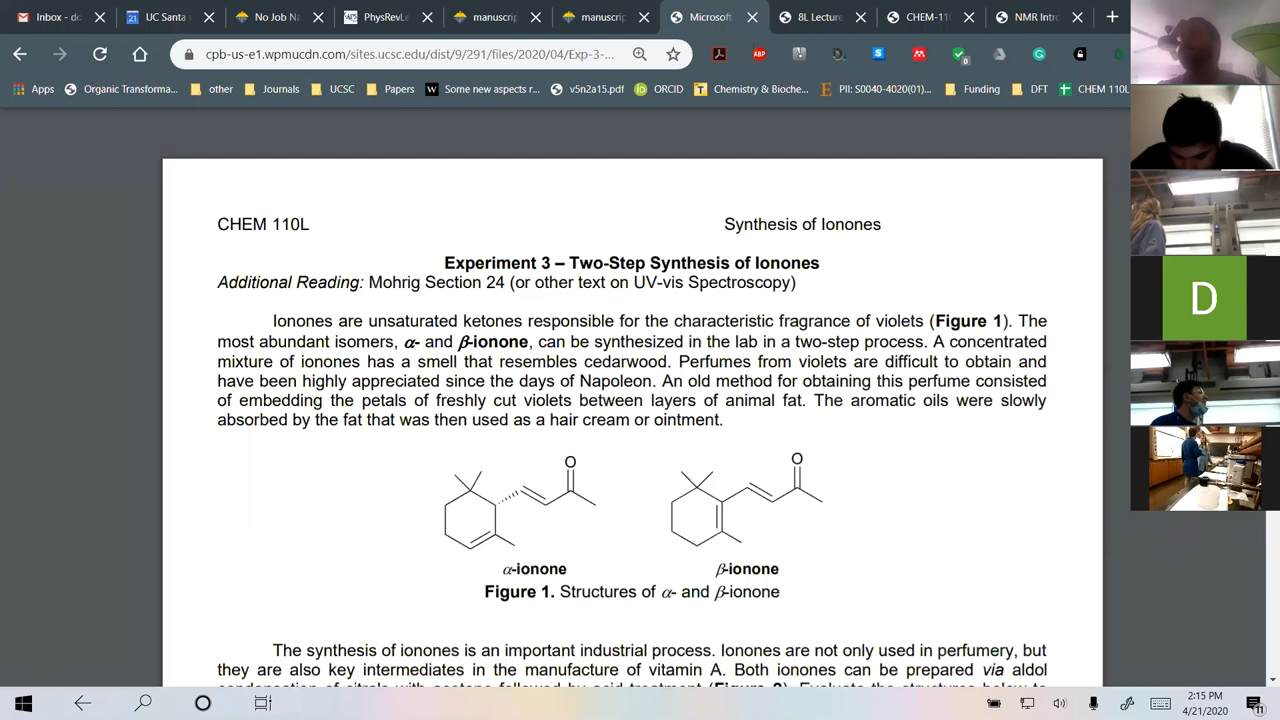 Inbox - d
UC Santa C
No Job N
PhysRevLe
manuscrip
manuscrip
Microsoft
8L Lecture
CHEM-11
NMR Intro
cpb-us-e1.wpmucdn.com/sites.ucsc.edu/dist/9/291/files/2020/04/Exp-3-...
Apps
Organic Transforma...
other
Journals
UCSC
Papers
Some new aspects r...
v5n2a15.pdf
ORCID
Chemistry & Bioche...
PII: S0040-4020(01)...
Funding
DFT
CHEM 110L
CHEM 110L
Synthesis of Ionones
Experiment 3 – Two-Step Synthesis of Ionones
Additional Reading: Mohrig Section 24 (or other text on UV-vis Spectroscopy)
Ionones are unsaturated ketones responsible for the characteristic fragrance of violets (Figure 1). The
most abundant isomers, α- and β-ionone, can be synthesized in the lab in a two-step process. A concentrated
mixture of ionones has a smell that resembles cedarwood. Perfumes from violets are difficult to obtain and
have been highly appreciated since the days of Napoleon. An old method for obtaining this perfume consisted
of embedding the petals of freshly cut violets between layers of animal fat. The aromatic oils were slowly
absorbed by the fat that was then used as a hair cream or ointment.
O
O
α-ionone
β-ionone
Figure 1. Structures of α- and β-ionone
The synthesis of ionones is an important industrial process. Ionones are not only used in perfumery, but
they are also key intermediates in the manufacture of vitamin A. Both ionones can be prepared via aldol
D
2:15 PM
4/21/2020